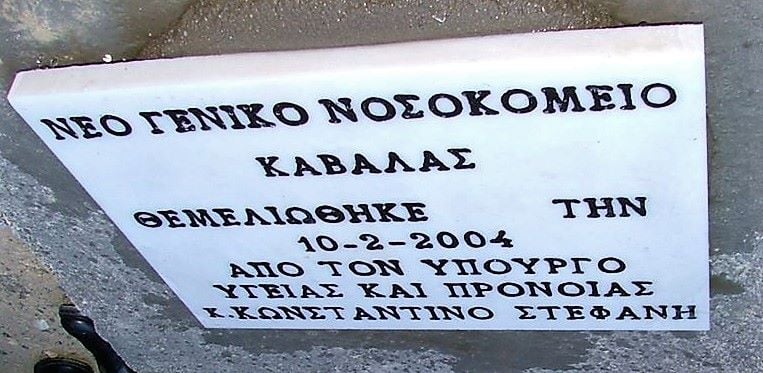 ΝΕΟ ΓΕΝΙΚΟ ΝΟΣΟΚΟΜΕΙΟ
ΚΑΒΑΛΑΣ
ΘΕΜΕΛΙΩΘΗΚΕ ΤΗΝ
10-2-2004
ΑΠΟ ΤΟΝ ΥΠΟΥΡΓΟ
ΥΓΕΙΑΣ ΚΑΙ ΠΡΟΝΟΙΑΣ
Κ.ΚΩΝΣΤΑΝΤΙΝΟ ΣΤΕΦΑΝΗ